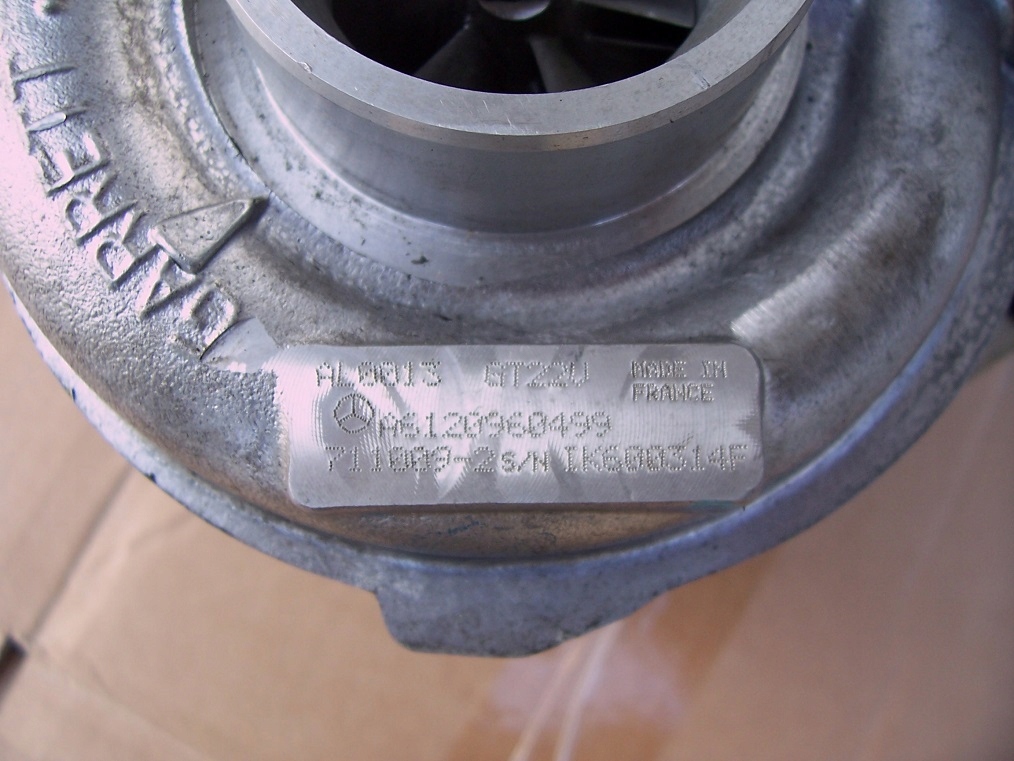 GARRETT
AL0013 GT22V MADE IN
FRANCE
A6120960499
711009-2 S/N IK600314F